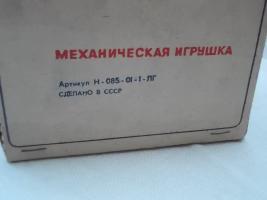 МЕХАНИЧЕСКАЯ ИГРУШКА
Артикул Н-085-01-1-ЛГ
СДЕЛАНО В СССР